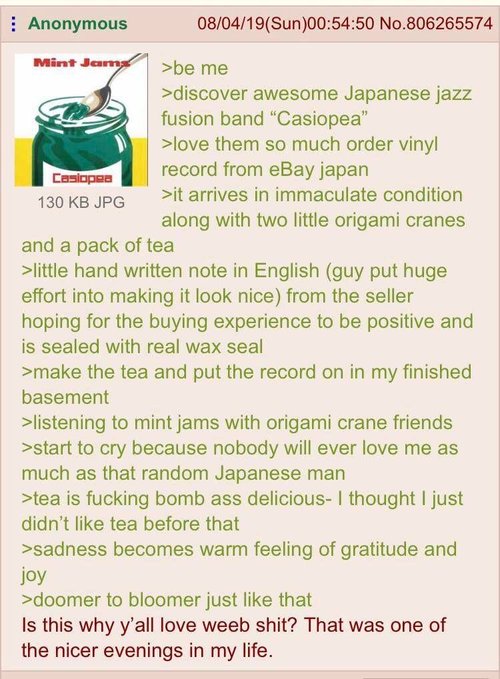 Anonymous 08/04/19(Sun)00:54:50 No.806265574
Mint Jams
Casiopea
130 KB JPG
>be me
>discover awesome Japanese jazz
fusion band “Casiopea”
>love them so much order vinyl
record from eBay japan
>it arrives in immaculate condition
along with two little origami cranes
and a pack of tea
>little hand written note in English (guy put huge
effort into making it look nice) from the seller
hoping for the buying experience to be positive and
is sealed with real wax seal
>make the tea and put the record on in my finished
basement
>listening to mint jams with origami crane friends
>start to cry because nobody will ever love me as
much as that random Japanese man
>tea is fucking bomb ass delicious- I thought I just
didn’t like tea before that
>sadness becomes warm feeling of gratitude and
joy
>doomer to bloomer just like that
Is this why y’all love weeb shit? That was one of
the nicer evenings in my life.